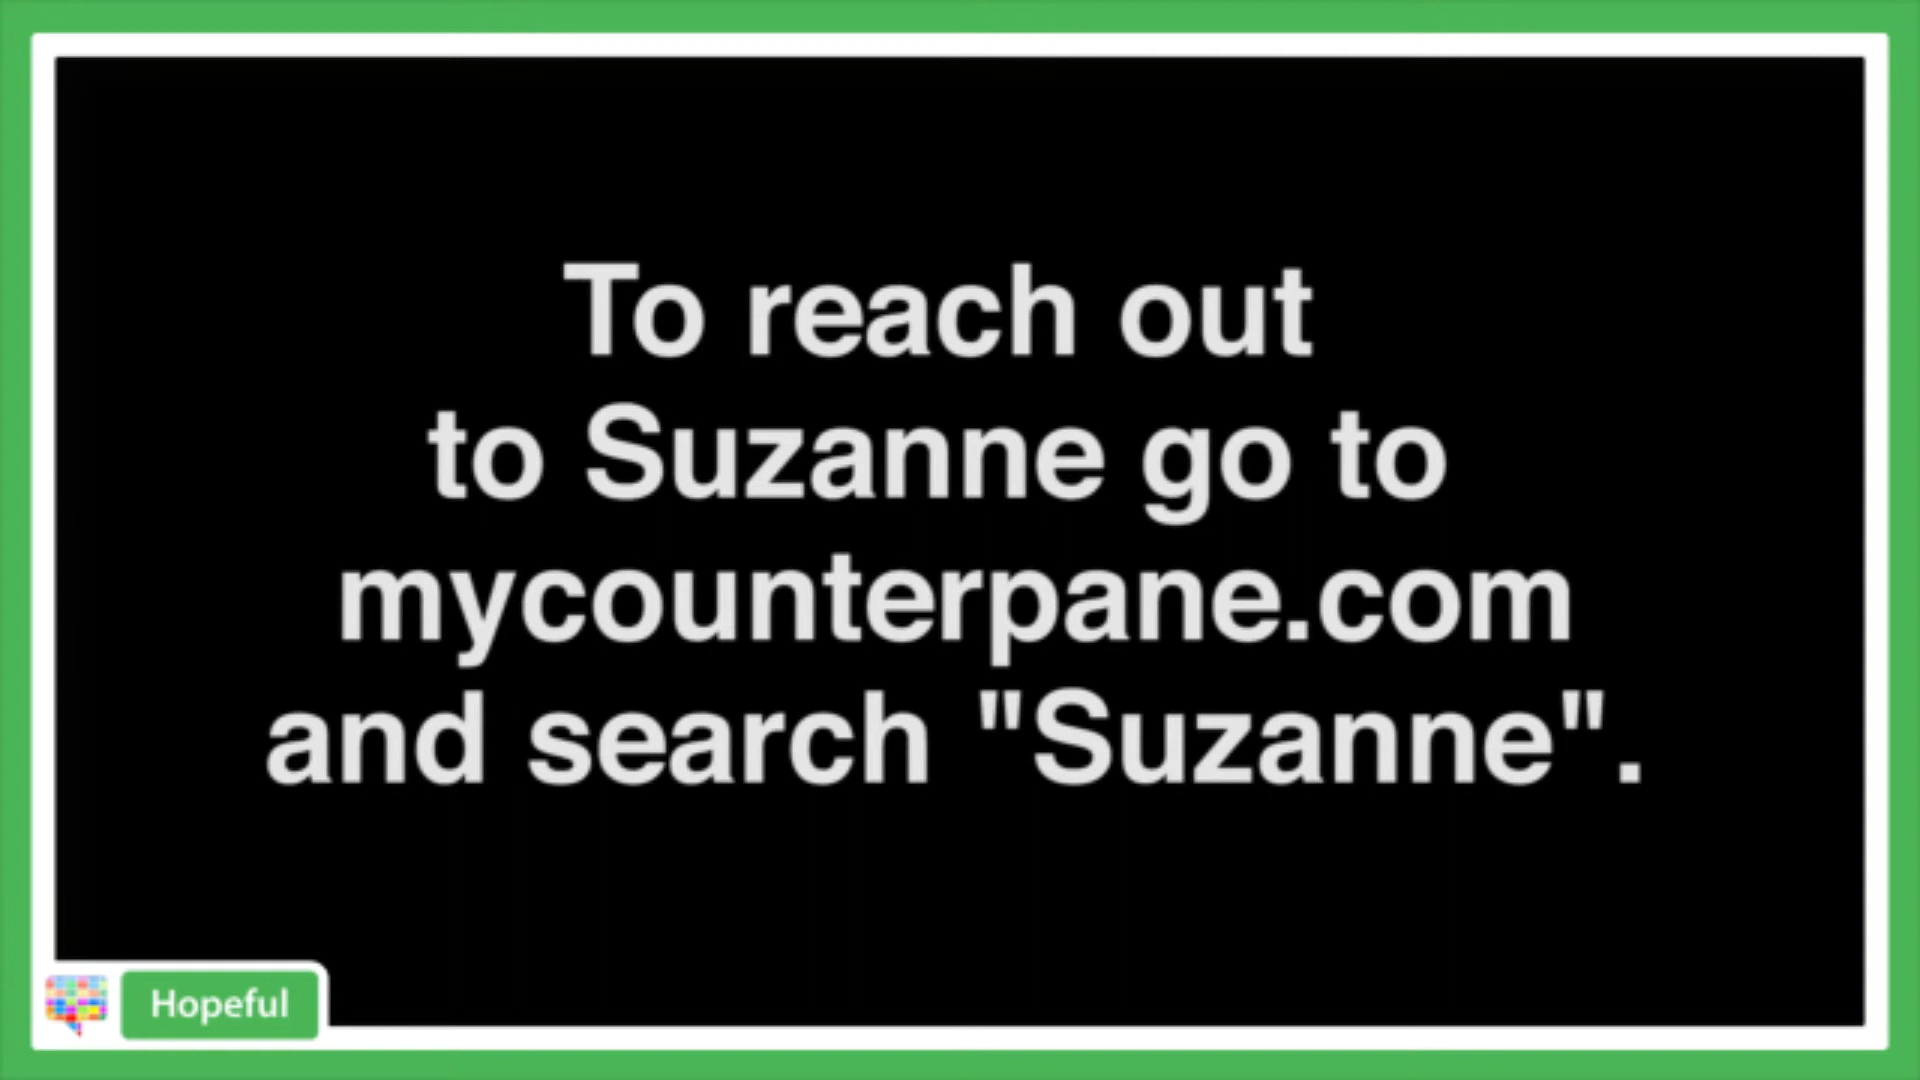 To reach out
to Suzanne go to
mycounterpane.com
and search "Suzanne".
Hopeful